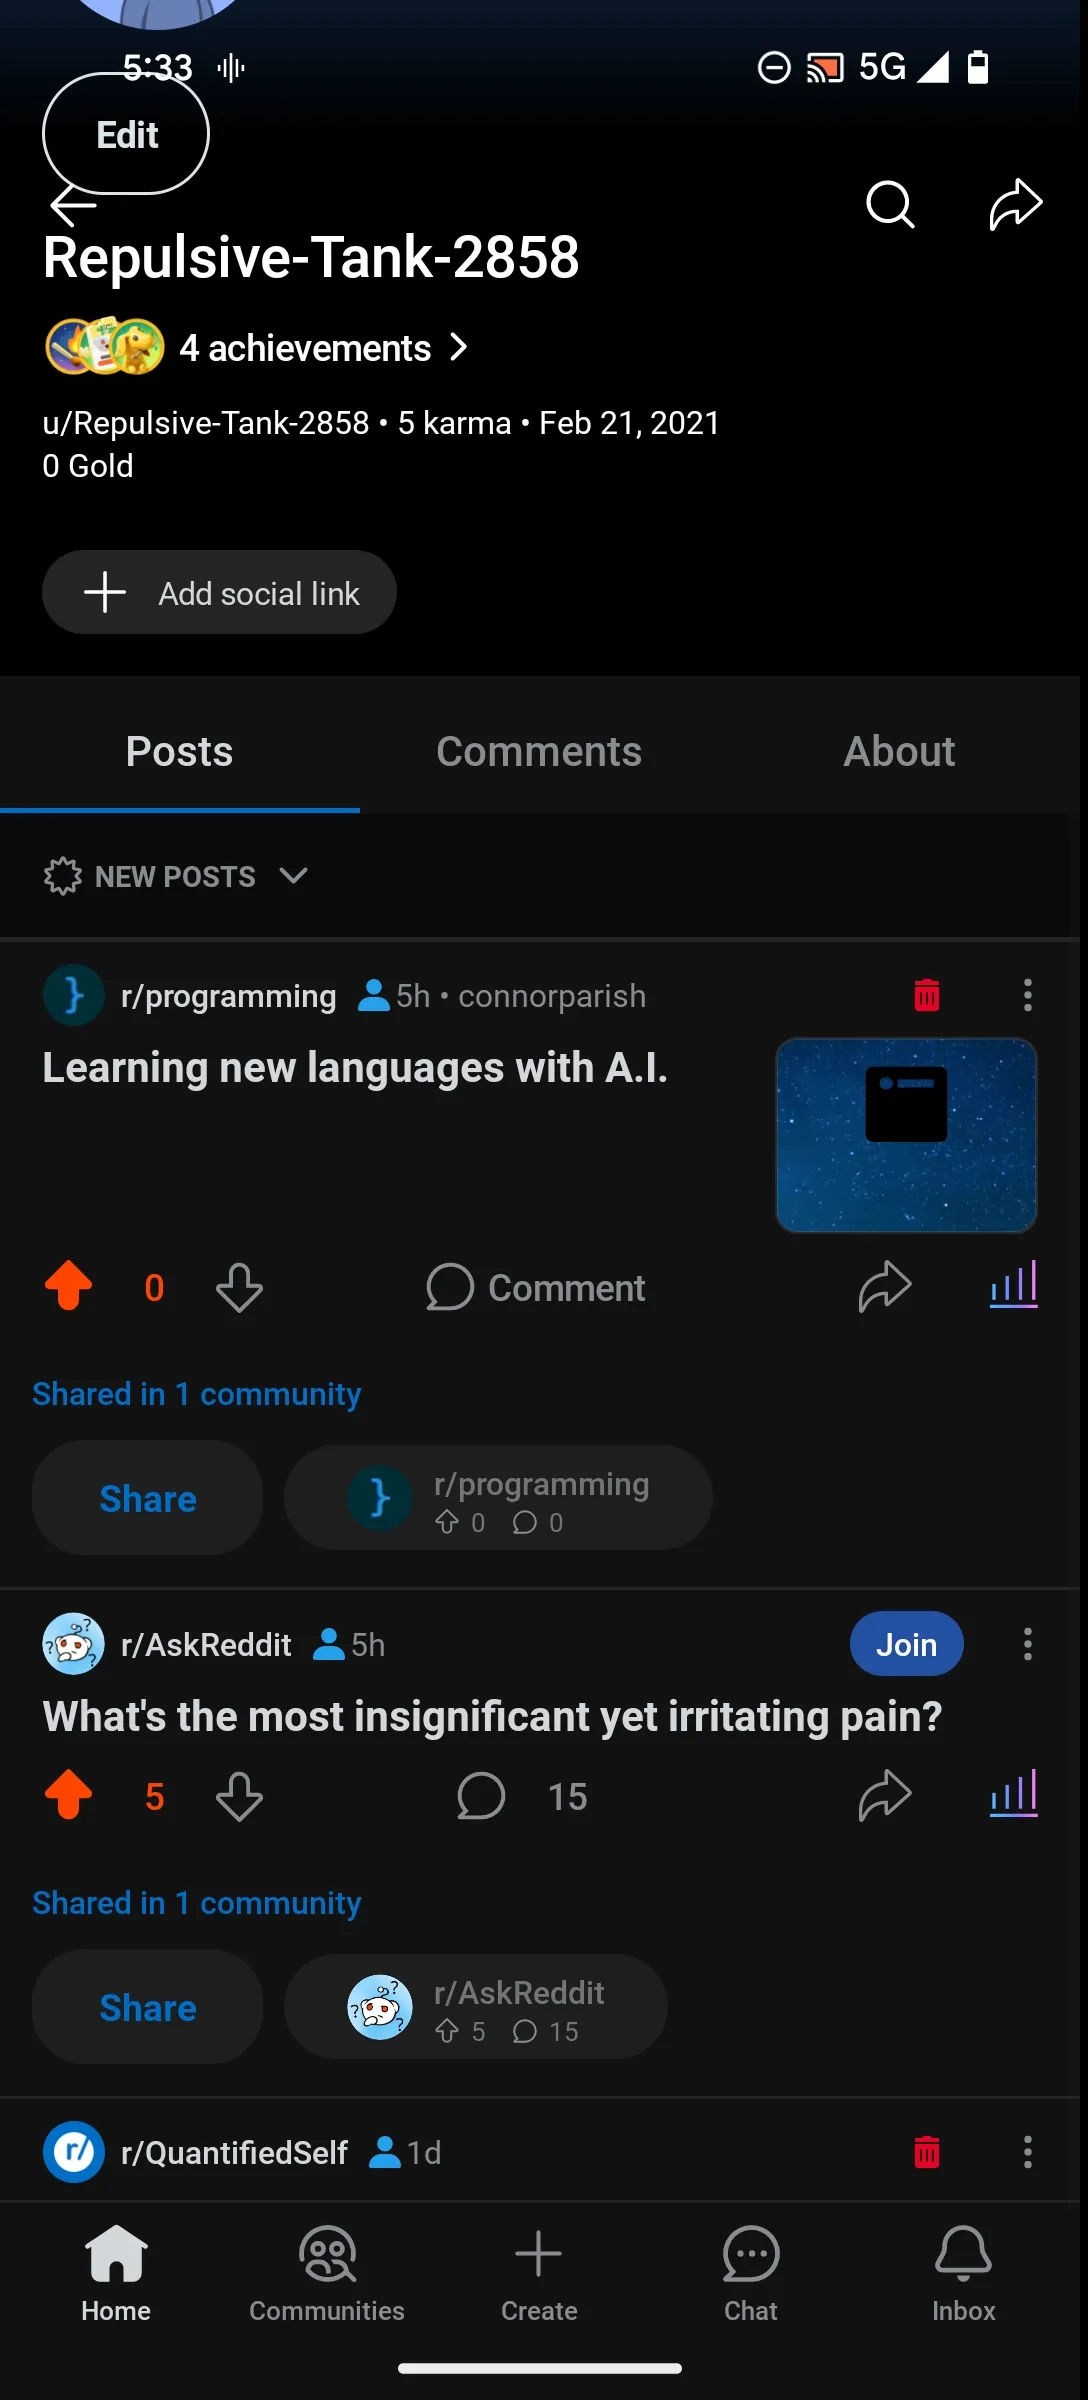 5:33
5G
Edit
Repulsive-Tank-2858
4 achievements
u/Repulsive-Tank-2858 • 5 karma • Feb 21, 2021
0 Gold
Add social link
Posts Comments About
NEW POSTS
r/programming 5h • connorparish
Learning new languages with A.I.
0 Comment
Shared in 1 community
Share
r/programming
0 0
r/AskReddit 5h
Join
What's the most insignificant yet irritating pain?
5 15
Shared in 1 community
Share
r/AskReddit
5 15
r/ r/QuantifiedSelf 1d
Home Communities Create Chat Inbox